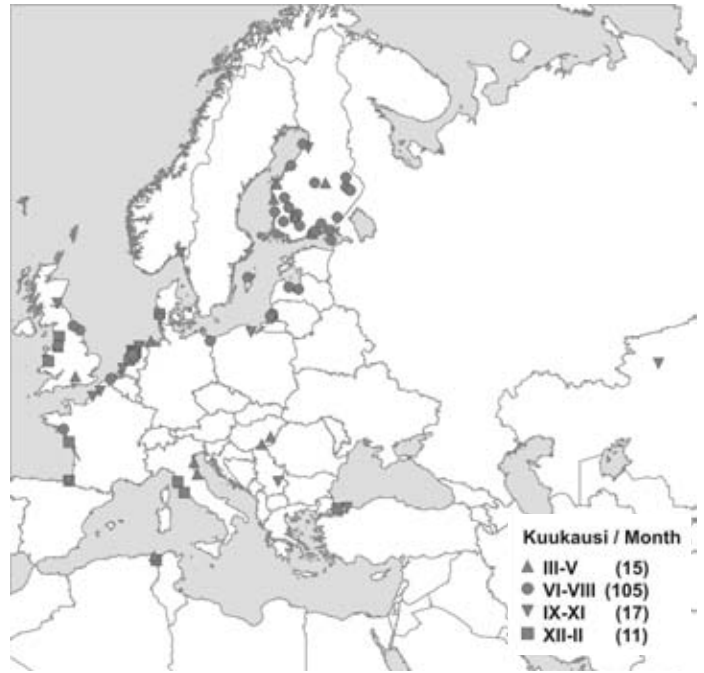 Kuukausi / Month
▲ III-V (15)
● VI-VIII (105)
▼ IX-XI (17)
■ XII-II (11)